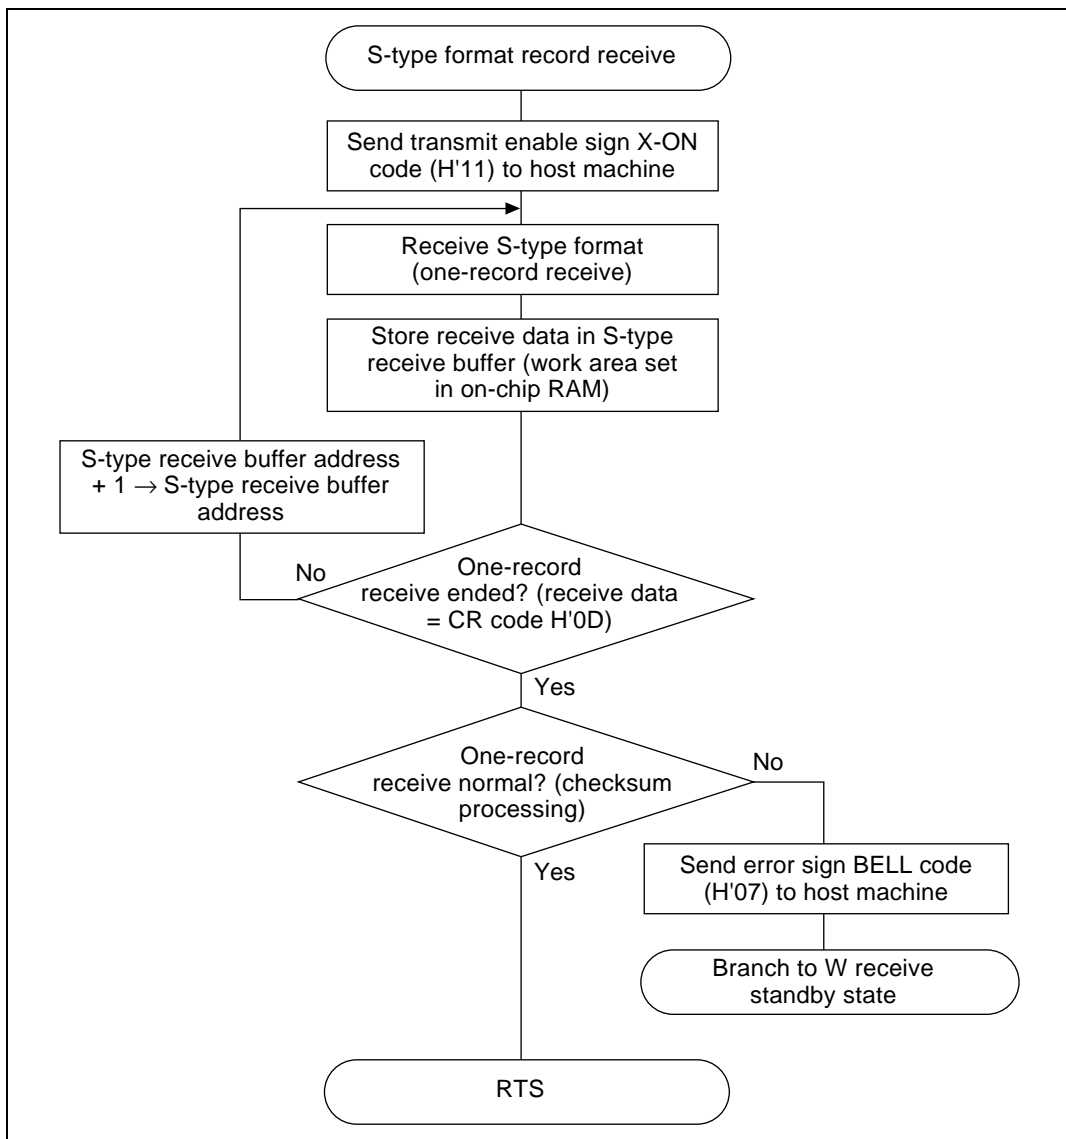 S-type format record receive
Send transmit enable sign X-ON
code (H'11) to host machine
Receive S-type format
(one-record receive)
Store receive data in S-type
receive buffer (work area set
in on-chip RAM)
S-type receive buffer address
+ 1 → S-type receive buffer
address
No
One-record
receive ended? (receive data
= CR code H'0D)
Yes
One-record
receive normal? (checksum
processing)
No
Yes
Send error sign BELL code
(H'07) to host machine
Branch to W receive
standby state
RTS